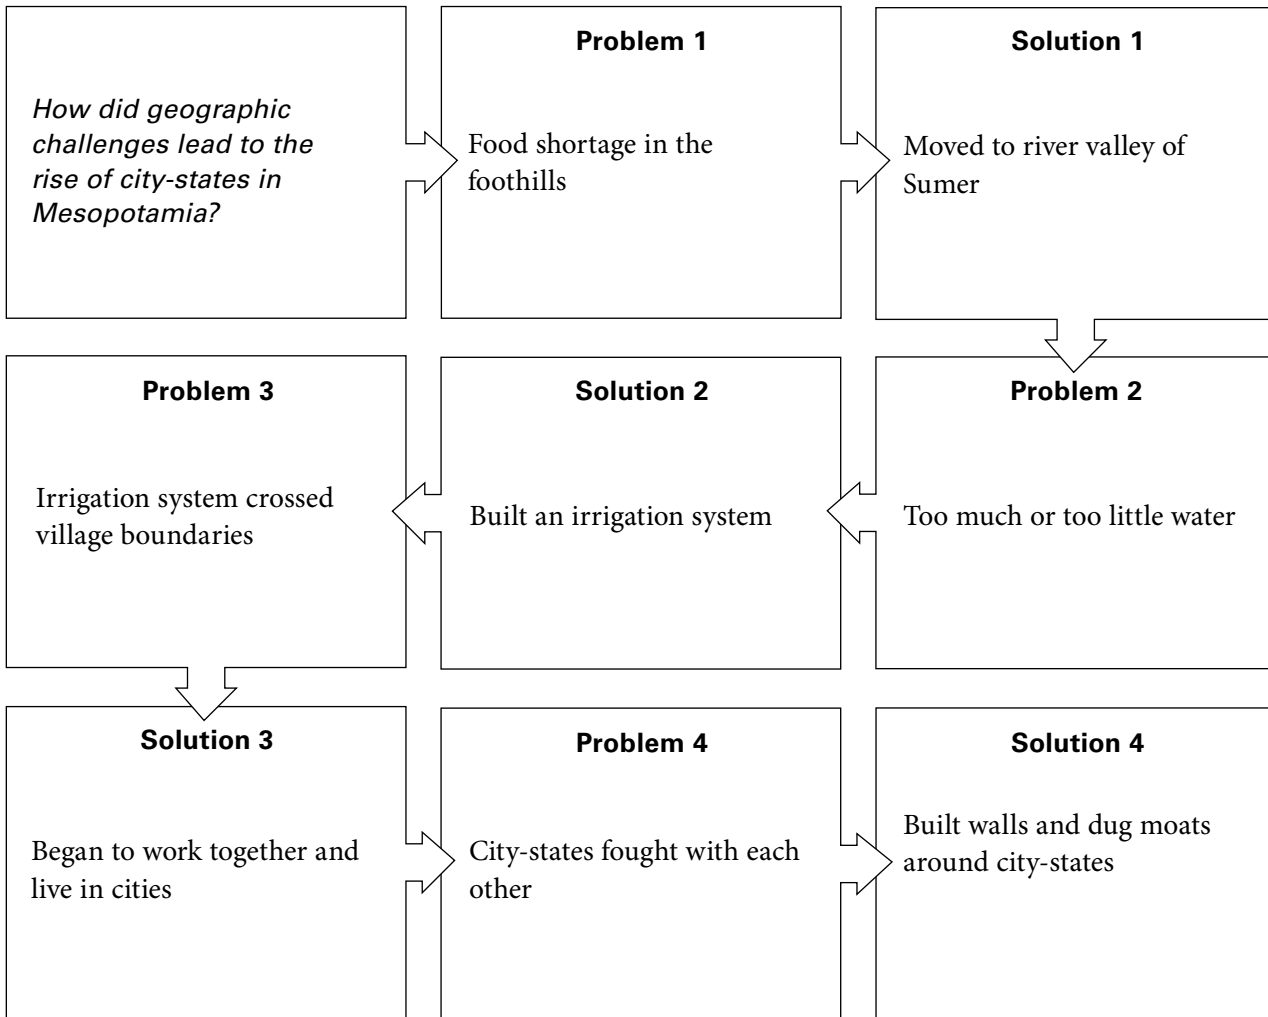 How did geographic
challenges lead to the
rise of city-states in
Mesopotamia?
Problem 1
Food shortage in the
foothills
Solution 1
Moved to river valley of
Sumer
Problem 2
Too much or too little water
Solution 2
Built an irrigation system
Problem 3
Irrigation system crossed
village boundaries
Solution 3
Began to work together and
live in cities
Problem 4
City-states fought with each
other
Solution 4
Built walls and dug moats
around city-states